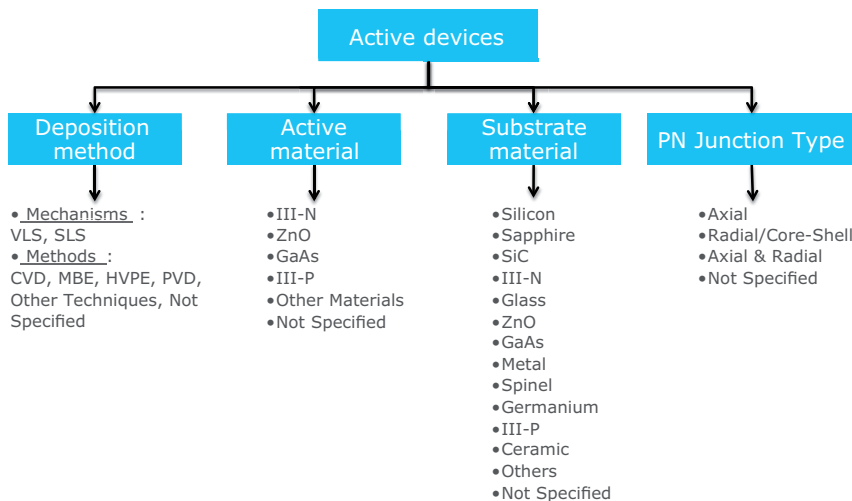 Active devices
Deposition
method
Active
material
Substrate
material
PN Junction Type
• Mechanisms :
VLS, SLS
• Methods :
CVD, MBE, HVPE, PVD,
Other Techniques, Not
Specified
•III-N
•ZnO
•GaAs
•III-P
•Other Materials
•Not Specified
•Silicon
•Sapphire
•SiC
•III-N
•Glass
•ZnO
•GaAs
•Metal
•Spinel
•Germanium
•III-P
•Ceramic
•Others
•Not Specified
•Axial
•Radial/Core-Shell
•Axial & Radial
•Not Specified